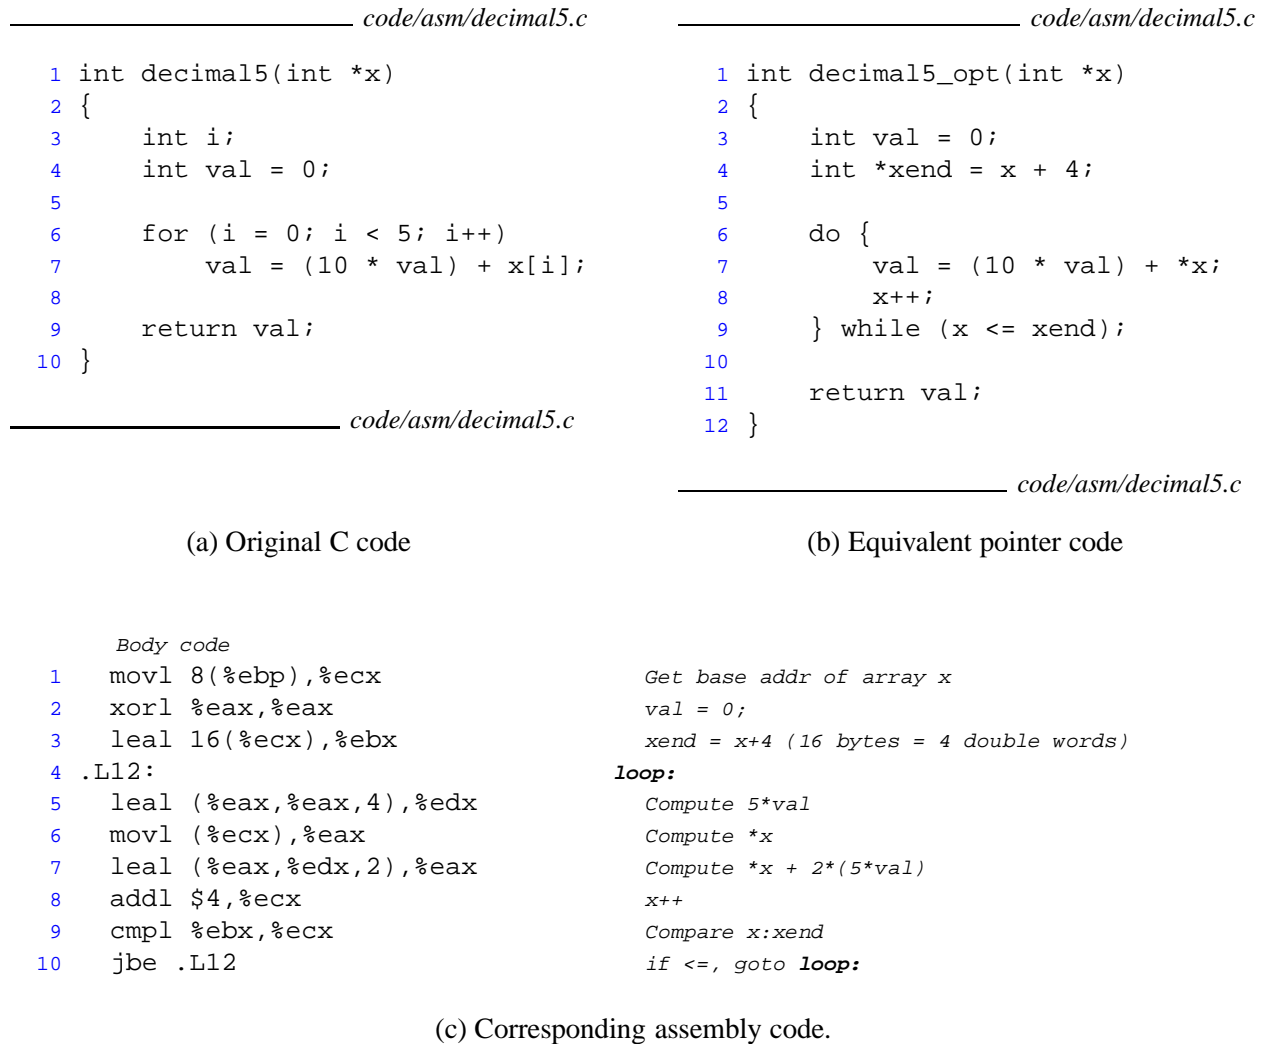 code/asm/decimal5.c
1 int decimal5(int *x)
2 {
3     int i;
4     int val = 0;
5
6     for (i = 0; i < 5; i++)
7         val = (10 * val) + x[i];
8
9     return val;
10 }
code/asm/decimal5.c
(a) Original C code
code/asm/decimal5.c
1 int decimal5_opt(int *x)
2 {
3     int val = 0;
4     int *xend = x + 4;
5
6     do {
7         val = (10 * val) + *x;
8         x++;
9     } while (x <= xend);
10
11     return val;
12 }
code/asm/decimal5.c
(b) Equivalent pointer code
Body code
1   movl 8(%ebp),%ecx   Get base addr of array x
2   xorl %eax,%eax   val = 0;
3   leal 16(%ecx),%ebx   xend = x+4 (16 bytes = 4 double words)
4 .L12:   loop:
5   leal (%eax,%eax,4),%edx   Compute 5*val
6   movl (%ecx),%eax   Compute *x
7   leal (%eax,%edx,2),%eax   Compute *x + 2*(5*val)
8   addl $4,%ecx   x++
9   cmpl %ebx,%ecx   Compare x:xend
10   jbe .L12   if <=, goto loop:
(c) Corresponding assembly code.